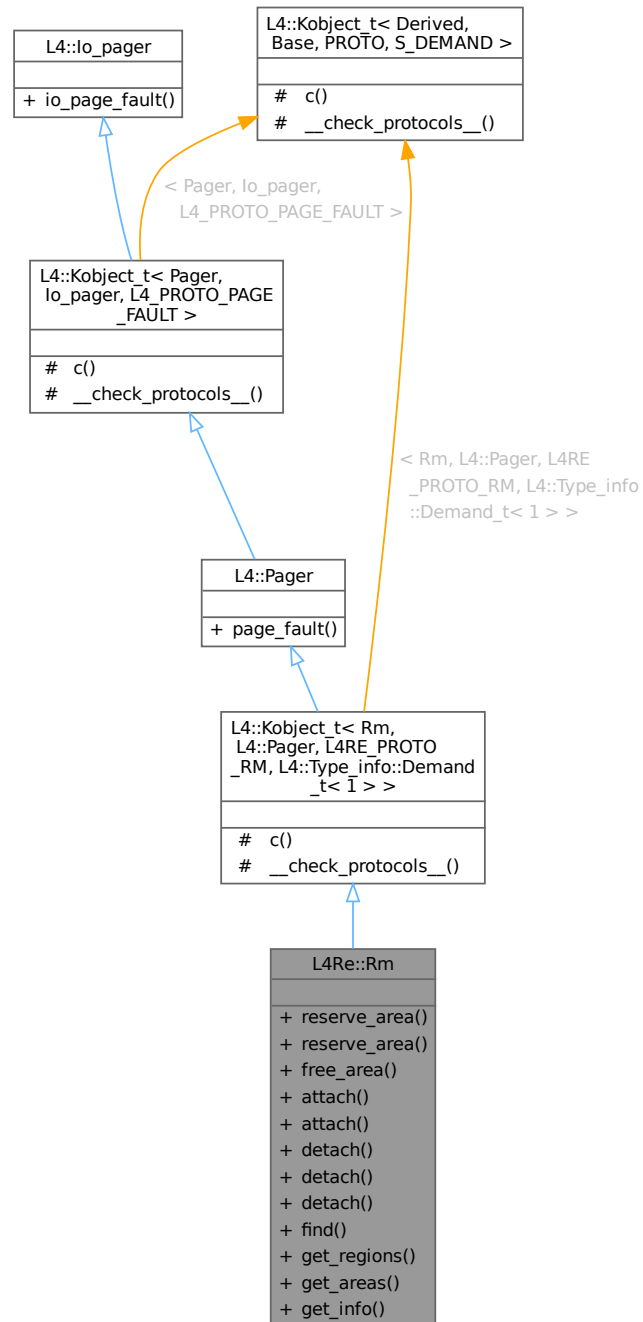 L4::Io_pager
+ io_page_fault()
L4::Kobject_t< Derived,
Base, PROTO, S_DEMAND >
# c()
# __check_protocols__()
< Pager, Io_pager,
L4_PROTO_PAGE_FAULT >
L4::Kobject_t< Pager,
Io_pager, L4_PROTO_PAGE
_FAULT >
# c()
# __check_protocols__()
< Rm, L4::Pager, L4RE
_PROTO_RM, L4::Type_info
::Demand_t< 1 > >
L4::Pager
+ page_fault()
L4::Kobject_t< Rm,
L4::Pager, L4RE_PROTO
_RM, L4::Type_info::Demand
_t< 1 > >
# c()
# __check_protocols__()
L4Re::Rm
+ reserve_area()
+ reserve_area()
+ free_area()
+ attach()
+ attach()
+ detach()
+ detach()
+ detach()
+ find()
+ get_regions()
+ get_areas()
+ get_info()